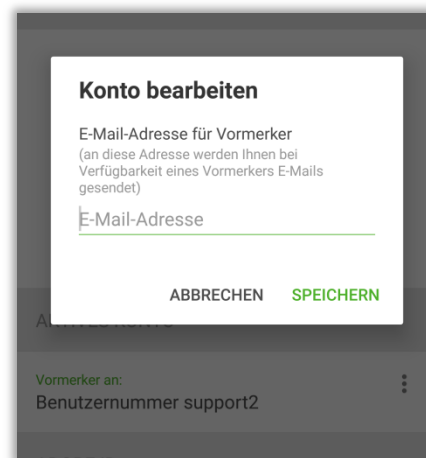 Konto bearbeiten
E-Mail-Adresse für Vormerker
(an diese Adresse werden Ihnen bei
Verfügbarkeit eines Vormerkers E-Mails
gesendet)
E-Mail-Adresse
ABBRECHEN SPEICHERN
Vormerker an:
Benutzernummer support2